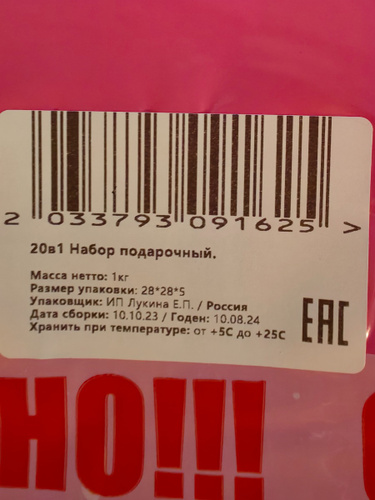 2 033793 091625 >
20в1 Набор подарочный.
Масса нетто: 1кг
Размер упаковки: 28*28*5
Упаковщик: ИП Лукина Е.П. / Россия
Дата сборки: 10.10.23 / Годен: 10.08.24
Хранить при температуре: от +5С до +25С
ЕАС
НО!!!